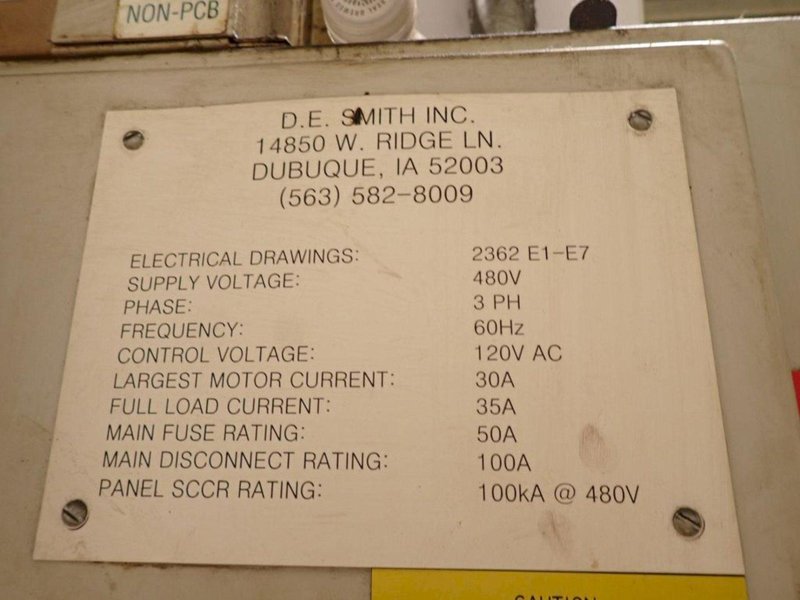 NON-PCB
D.E. SMITH INC.
14850 W. RIDGE LN.
DUBUQUE, IA 52003
(563) 582-8009
ELECTRICAL DRAWINGS: 2362 E1-E7
SUPPLY VOLTAGE: 480V
PHASE: 3 PH
FREQUENCY: 60Hz
CONTROL VOLTAGE: 120V AC
LARGEST MOTOR CURRENT: 30A
FULL LOAD CURRENT: 35A
MAIN FUSE RATING: 50A
MAIN DISCONNECT RATING: 100A
PANEL SCCR RATING: 100kA @ 480V
CAUTION